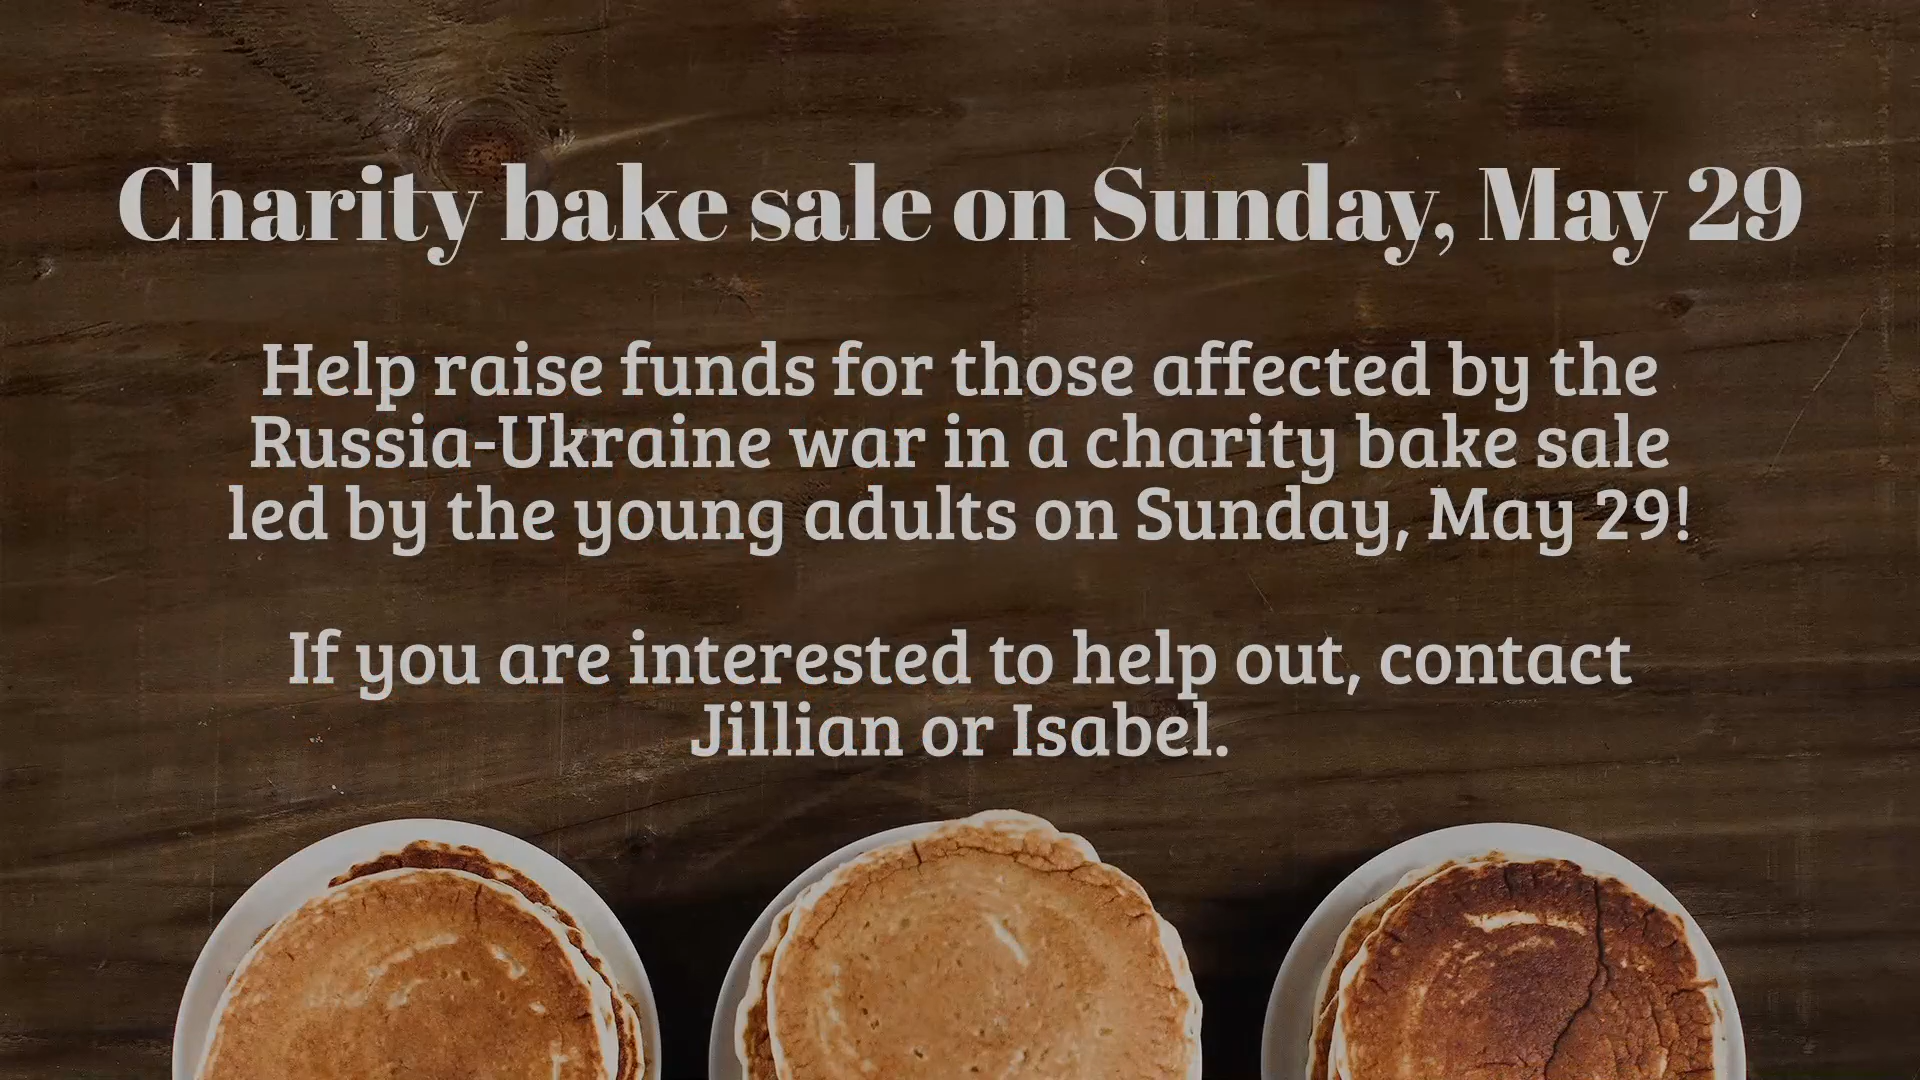 Charity bake sale on Sunday, May 29
Help raise funds for those affected by the
Russia-Ukraine war in a charity bake sale
led by the young adults on Sunday, May 29!
If you are interested to help out, contact
Jillian or Isabel.